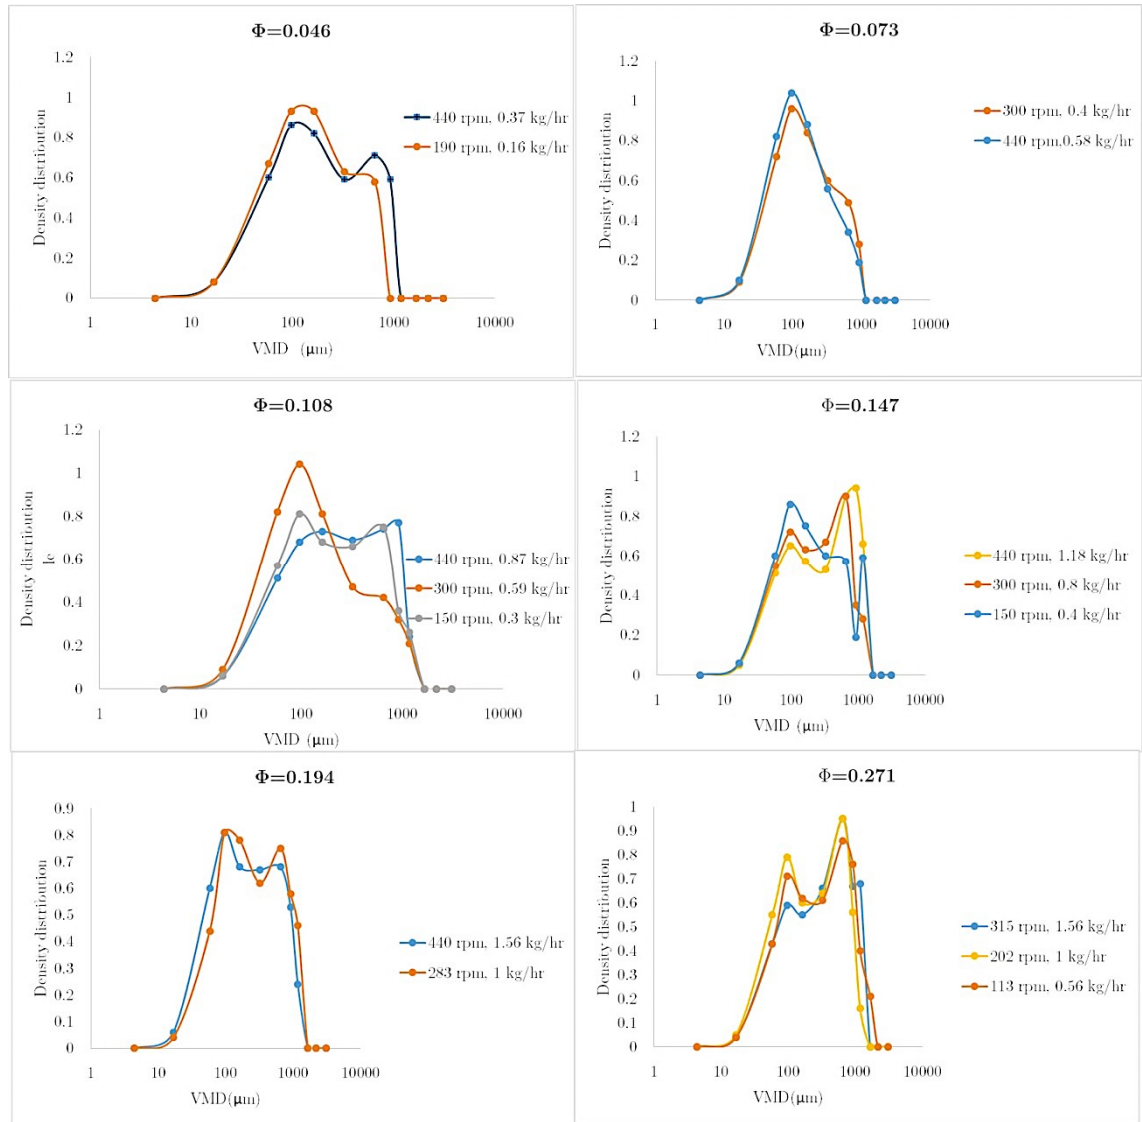 Φ=0.046
Density distribution
1.2
1
0.8
0.6
0.4
0.2
0
1 10 100 1000 10000
VMD (μm)
440 rpm, 0.37 kg/hr
190 rpm, 0.16 kg/hr
Φ=0.073
Density distribution
1.2
1
0.8
0.6
0.4
0.2
0
1 10 100 1000 10000
VMD(μm)
300 rpm, 0.4 kg/hr
440 rpm,0.58 kg/hr
Φ=0.108
Density distribution
lc
1.2
1
0.8
0.6
0.4
0.2
0
1 10 100 1000 10000
VMD (μm)
440 rpm, 0.87 kg/hr
300 rpm, 0.59 kg/hr
150 rpm, 0.3 kg/hr
Φ=0.147
Density distribution
1.2
1
0.8
0.6
0.4
0.2
0
1 10 100 1000 10000
VMD(μm)
440 rpm, 1.18 kg/hr
300 rpm, 0.8 kg/hr
150 rpm, 0.4 kg/hr
Φ=0.194
Density distribution
0.9
0.8
0.7
0.6
0.5
0.4
0.3
0.2
0.1
0
1 10 100 1000 10000
VMD(μm)
440 rpm, 1.56 kg/hr
283 rpm, 1 kg/hr
Φ=0.271
Density distribution
1
0.9
0.8
0.7
0.6
0.5
0.4
0.3
0.2
0.1
0
1 10 100 1000 10000
VMD(μm)
315 rpm, 1.56 kg/hr
202 rpm, 1 kg/hr
113 rpm, 0.56 kg/hr